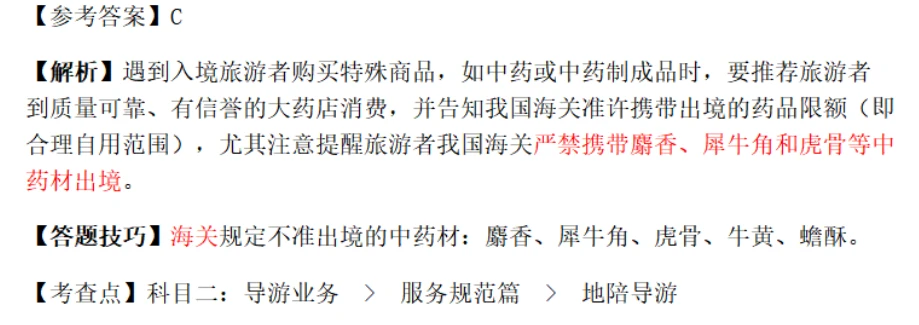 【参考答案】C
【解析】遇到入境旅游者购买特殊商品，如中药或中药制成品时，要推荐旅游者
到质量可靠、有信誉的大药店消费，并告知我国海关准许携带出境的药品限额（即
合理自用范围），尤其注意提醒旅游者我国海关严禁携带麝香、犀牛角和虎骨等中
药材出境。
【答题技巧】海关规定不准出境的中药材：麝香、犀牛角、虎骨、牛黄、蟾酥。
【考查点】科目二：导游业务 > 服务规范篇 > 地陪导游